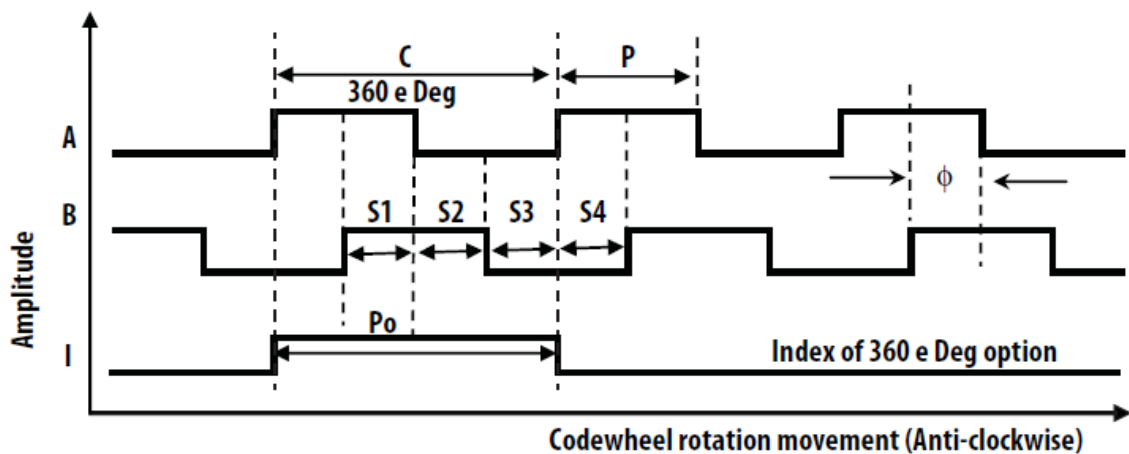 C
P
360 e Deg
A
ϕ
B
S1 S2 S3 S4
Po
I
Index of 360 e Deg option
Amplitude
Codewheel rotation movement (Anti-clockwise)